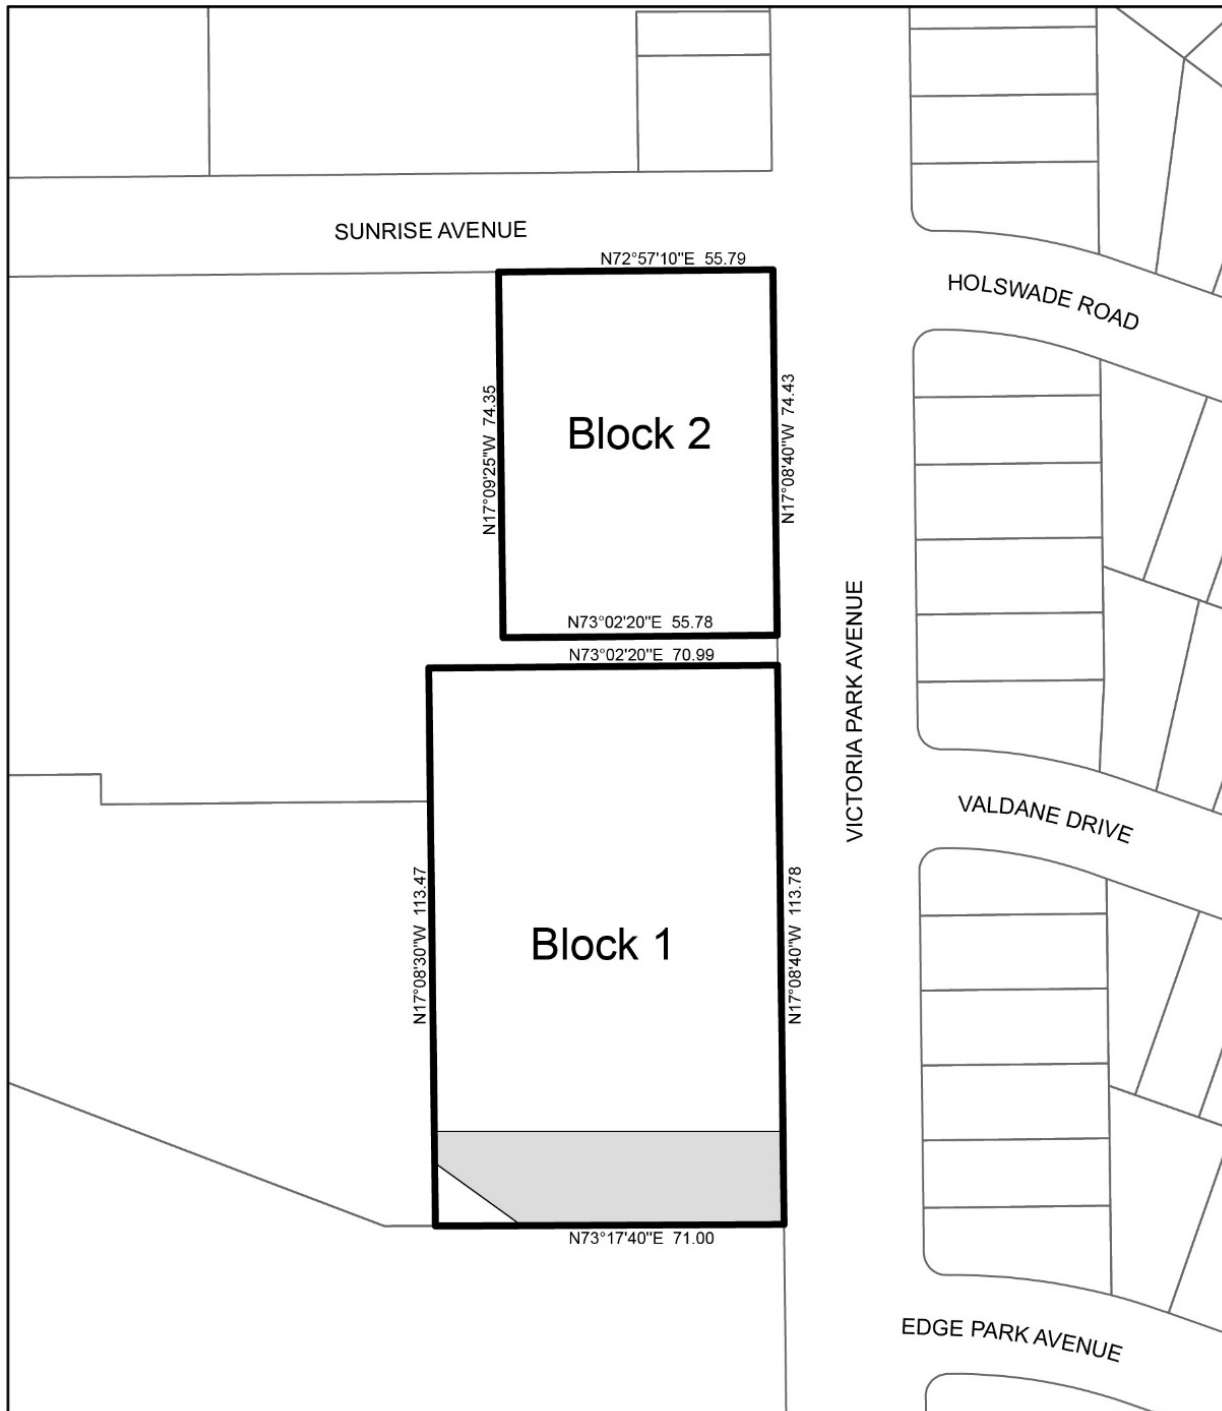 SUNRISE AVENUE
N72°57'10"E 55.79
HOLSWADE ROAD
N17°09'25"W 74.35
Block 2
N17°08'40"W 74.43
N73°02'20"E 55.78
N73°02'20"E 70.99
VICTORIA PARK AVENUE
VALDANE DRIVE
N17°08'30"W 113.47
Block 1
N17°08'40"W 113.78
N73°17'40"E 71.00
EDGE PARK AVENUE